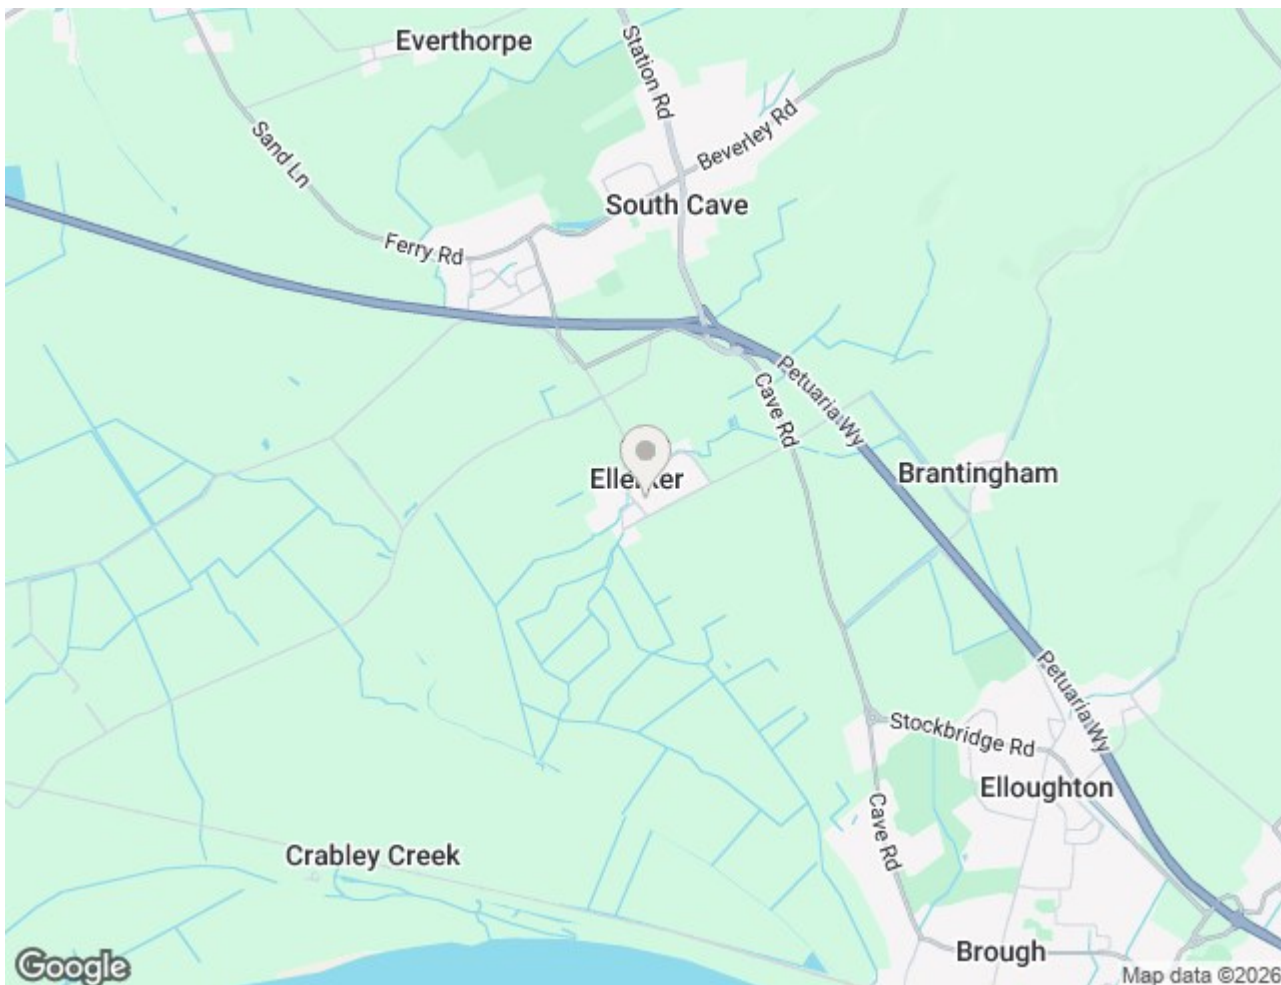 Everthorpe
Station Rd
Beverley Rd
Sand Ln
South Cave
Ferry Rd
Petuaria Wy
Cave Rd
Brantingham
Petuaria Wy
Stockbridge Rd
Elloughton
Cave Rd
Crabley Creek
Brough
Google
Map data ©2026